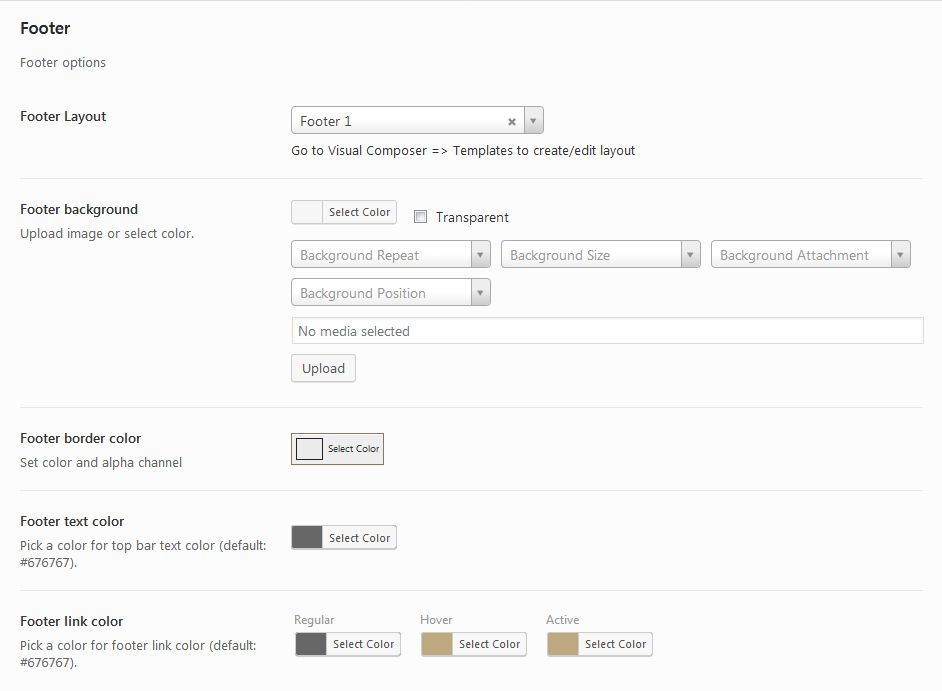 Footer
Footer options
Footer Layout
Footer 1
Go to Visual Composer => Templates to create/edit layout
Footer background
Upload image or select color.
Select Color
Transparent
Background Repeat
Background Size
Background Attachment
Background Position
No media selected
Upload
Footer border color
Set color and alpha channel
Select Color
Footer text color
Pick a color for top bar text color (default:
#676767).
Select Color
Footer link color
Pick a color for footer link color (default:
#676767).
Regular
Hover
Active
Select Color
Select Color
Select Color